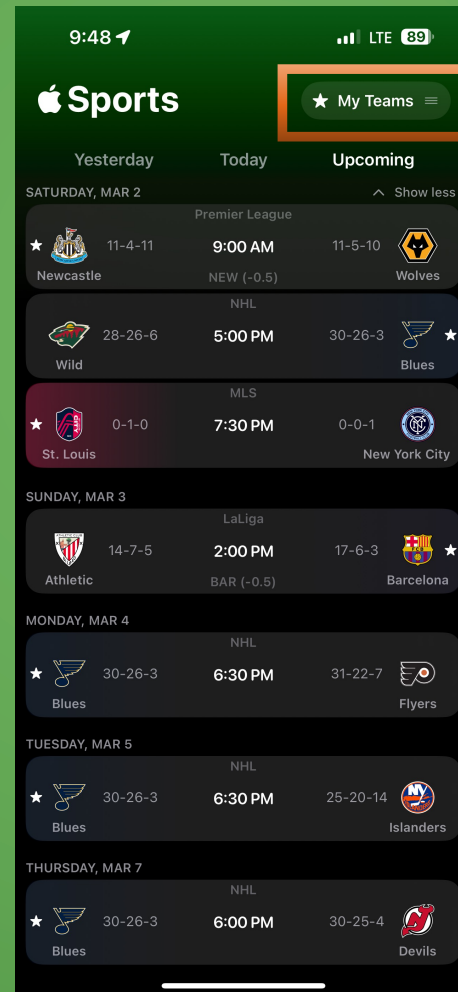 9:48 LTE 89
Sports
My Teams
Yesterday Today Upcoming
SATURDAY, MAR 2 Show less
Premier League
11-4-11 9:00 AM 11-5-10
Newcastle NEW (-0.5) Wolves
NHL
28-26-6 5:00 PM 30-26-3
Wild Blues
MLS
0-1-0 7:30 PM 0-0-1
St. Louis New York City
SUNDAY, MAR 3
LaLiga
14-7-5 2:00 PM 17-6-3
Athletic BAR (-0.5) Barcelona
MONDAY, MAR 4
NHL
30-26-3 6:30 PM 31-22-7
Blues Flyers
TUESDAY, MAR 5
NHL
30-26-3 6:30 PM 25-20-14
Blues Islanders
THURSDAY, MAR 7
NHL
30-26-3 6:00 PM 30-25-4
Blues Devils